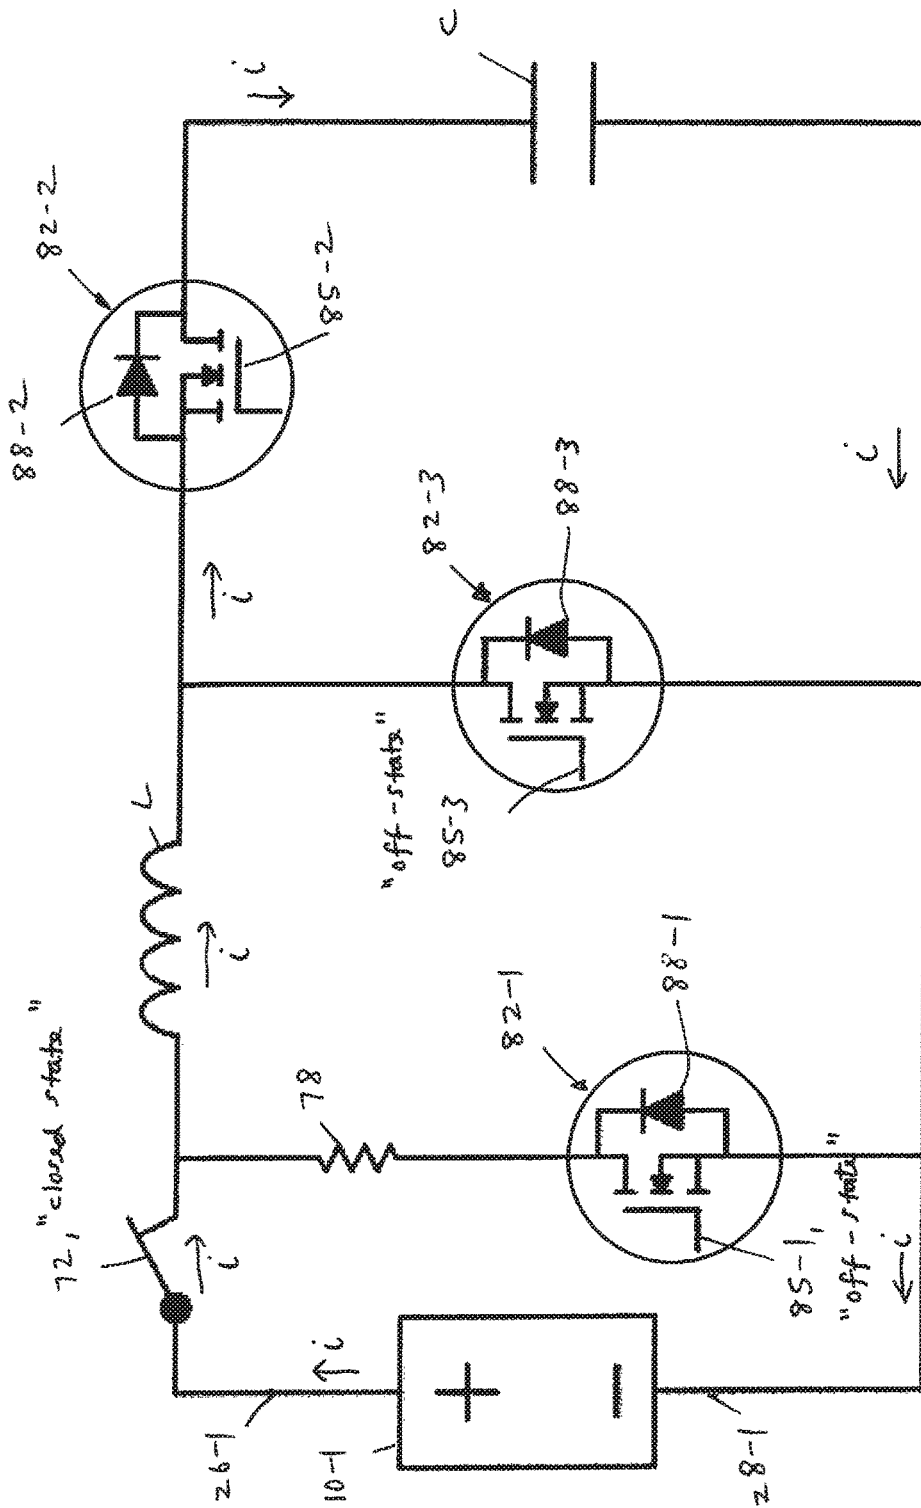 72, "closed state"
i
L
i
i
88-2
82-2
85-2
i
C
26-1
i
10-1
+
−
28-1
78
82-1
88-1
85-1,
"off-state"
i
"off-state"
85-3
82-3
88-3
i